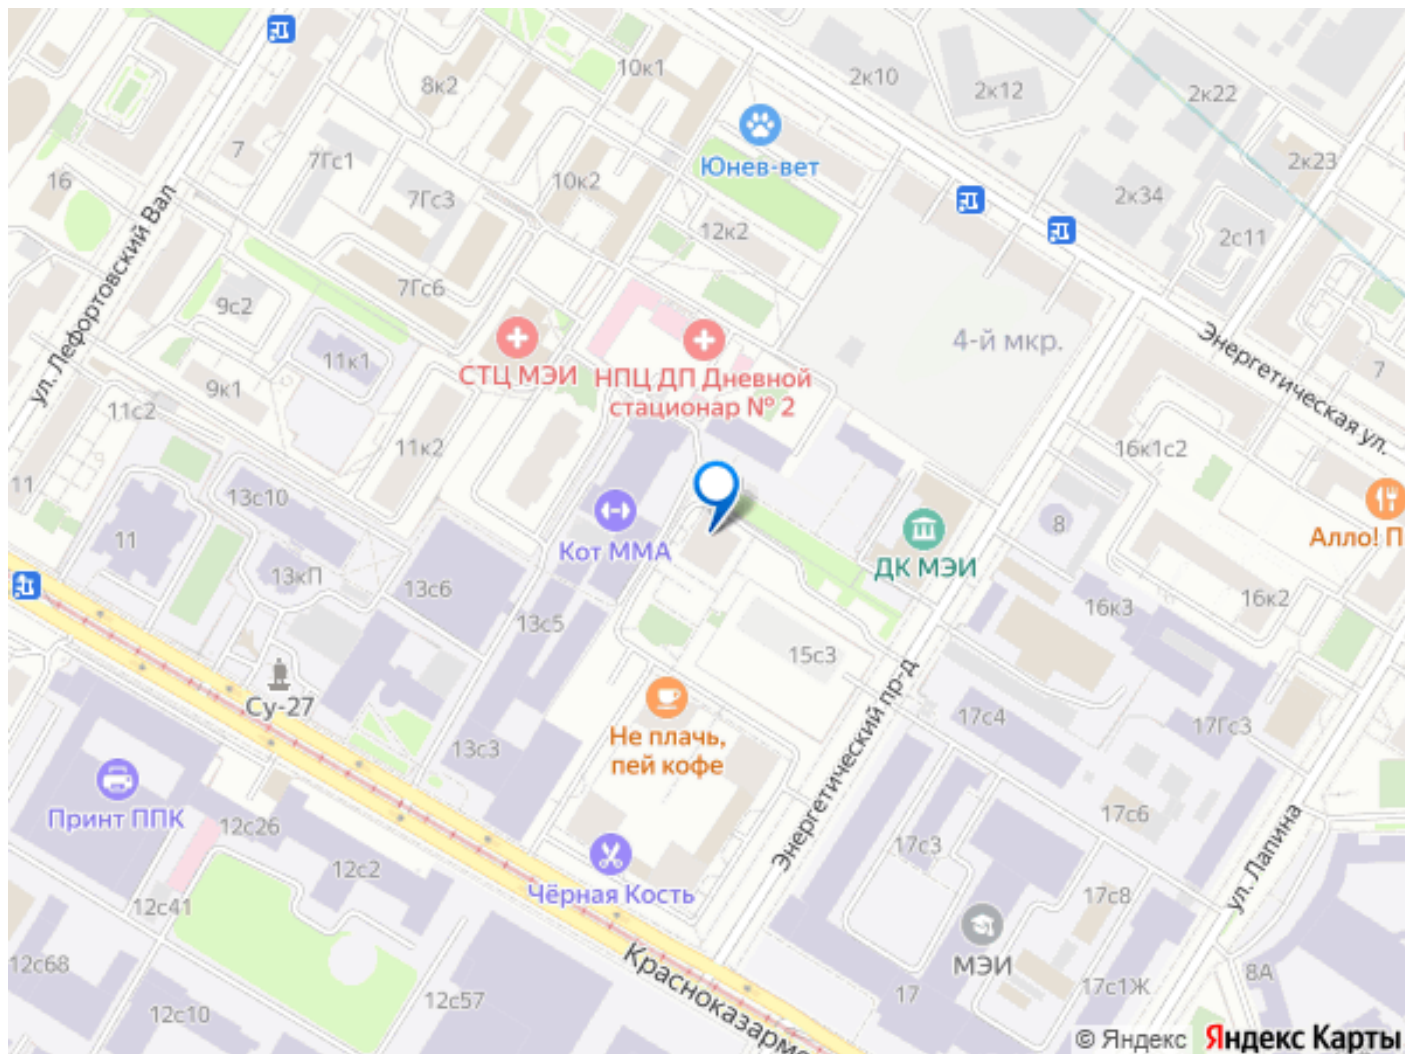 10к1
2к10
2к12
2к22
8к2
7
7Гс1
Юнев-вет
2к23
16
7Гс3
10к2
2к34
12к2
2с11
ул. Лефортовский Вал
7Гс6
9с2
4-й мкр.
Энергетическая ул.
11к1
СТЦ МЭИ
НПЦ ДП Дневной
стационар № 2
7
9к1
11с2
11к2
16к1с2
11
13с10
8
Алло! П
11
Кот ММА
ДК МЭИ
13кП
13с6
16к2
16к3
13с5
15с3
Су-27
17с4
17Гс3
Не плачь,
пей кофе
13с3
Энергетический пр-д
Принт ППК
12с26
17с6
17с3
12с2
ул. Лапина
Чёрная Кость
12с41
17с8
МЭИ
12с68
8А
17с1Ж
17
12с57
Красноказарме
12с10
© Яндекс Яндекс Карты